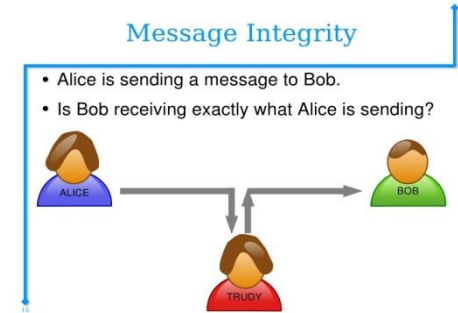 Message Integrity
• Alice is sending a message to Bob.
• Is Bob receiving exactly what Alice is sending?
ALICE
BOB
TRUDY
16